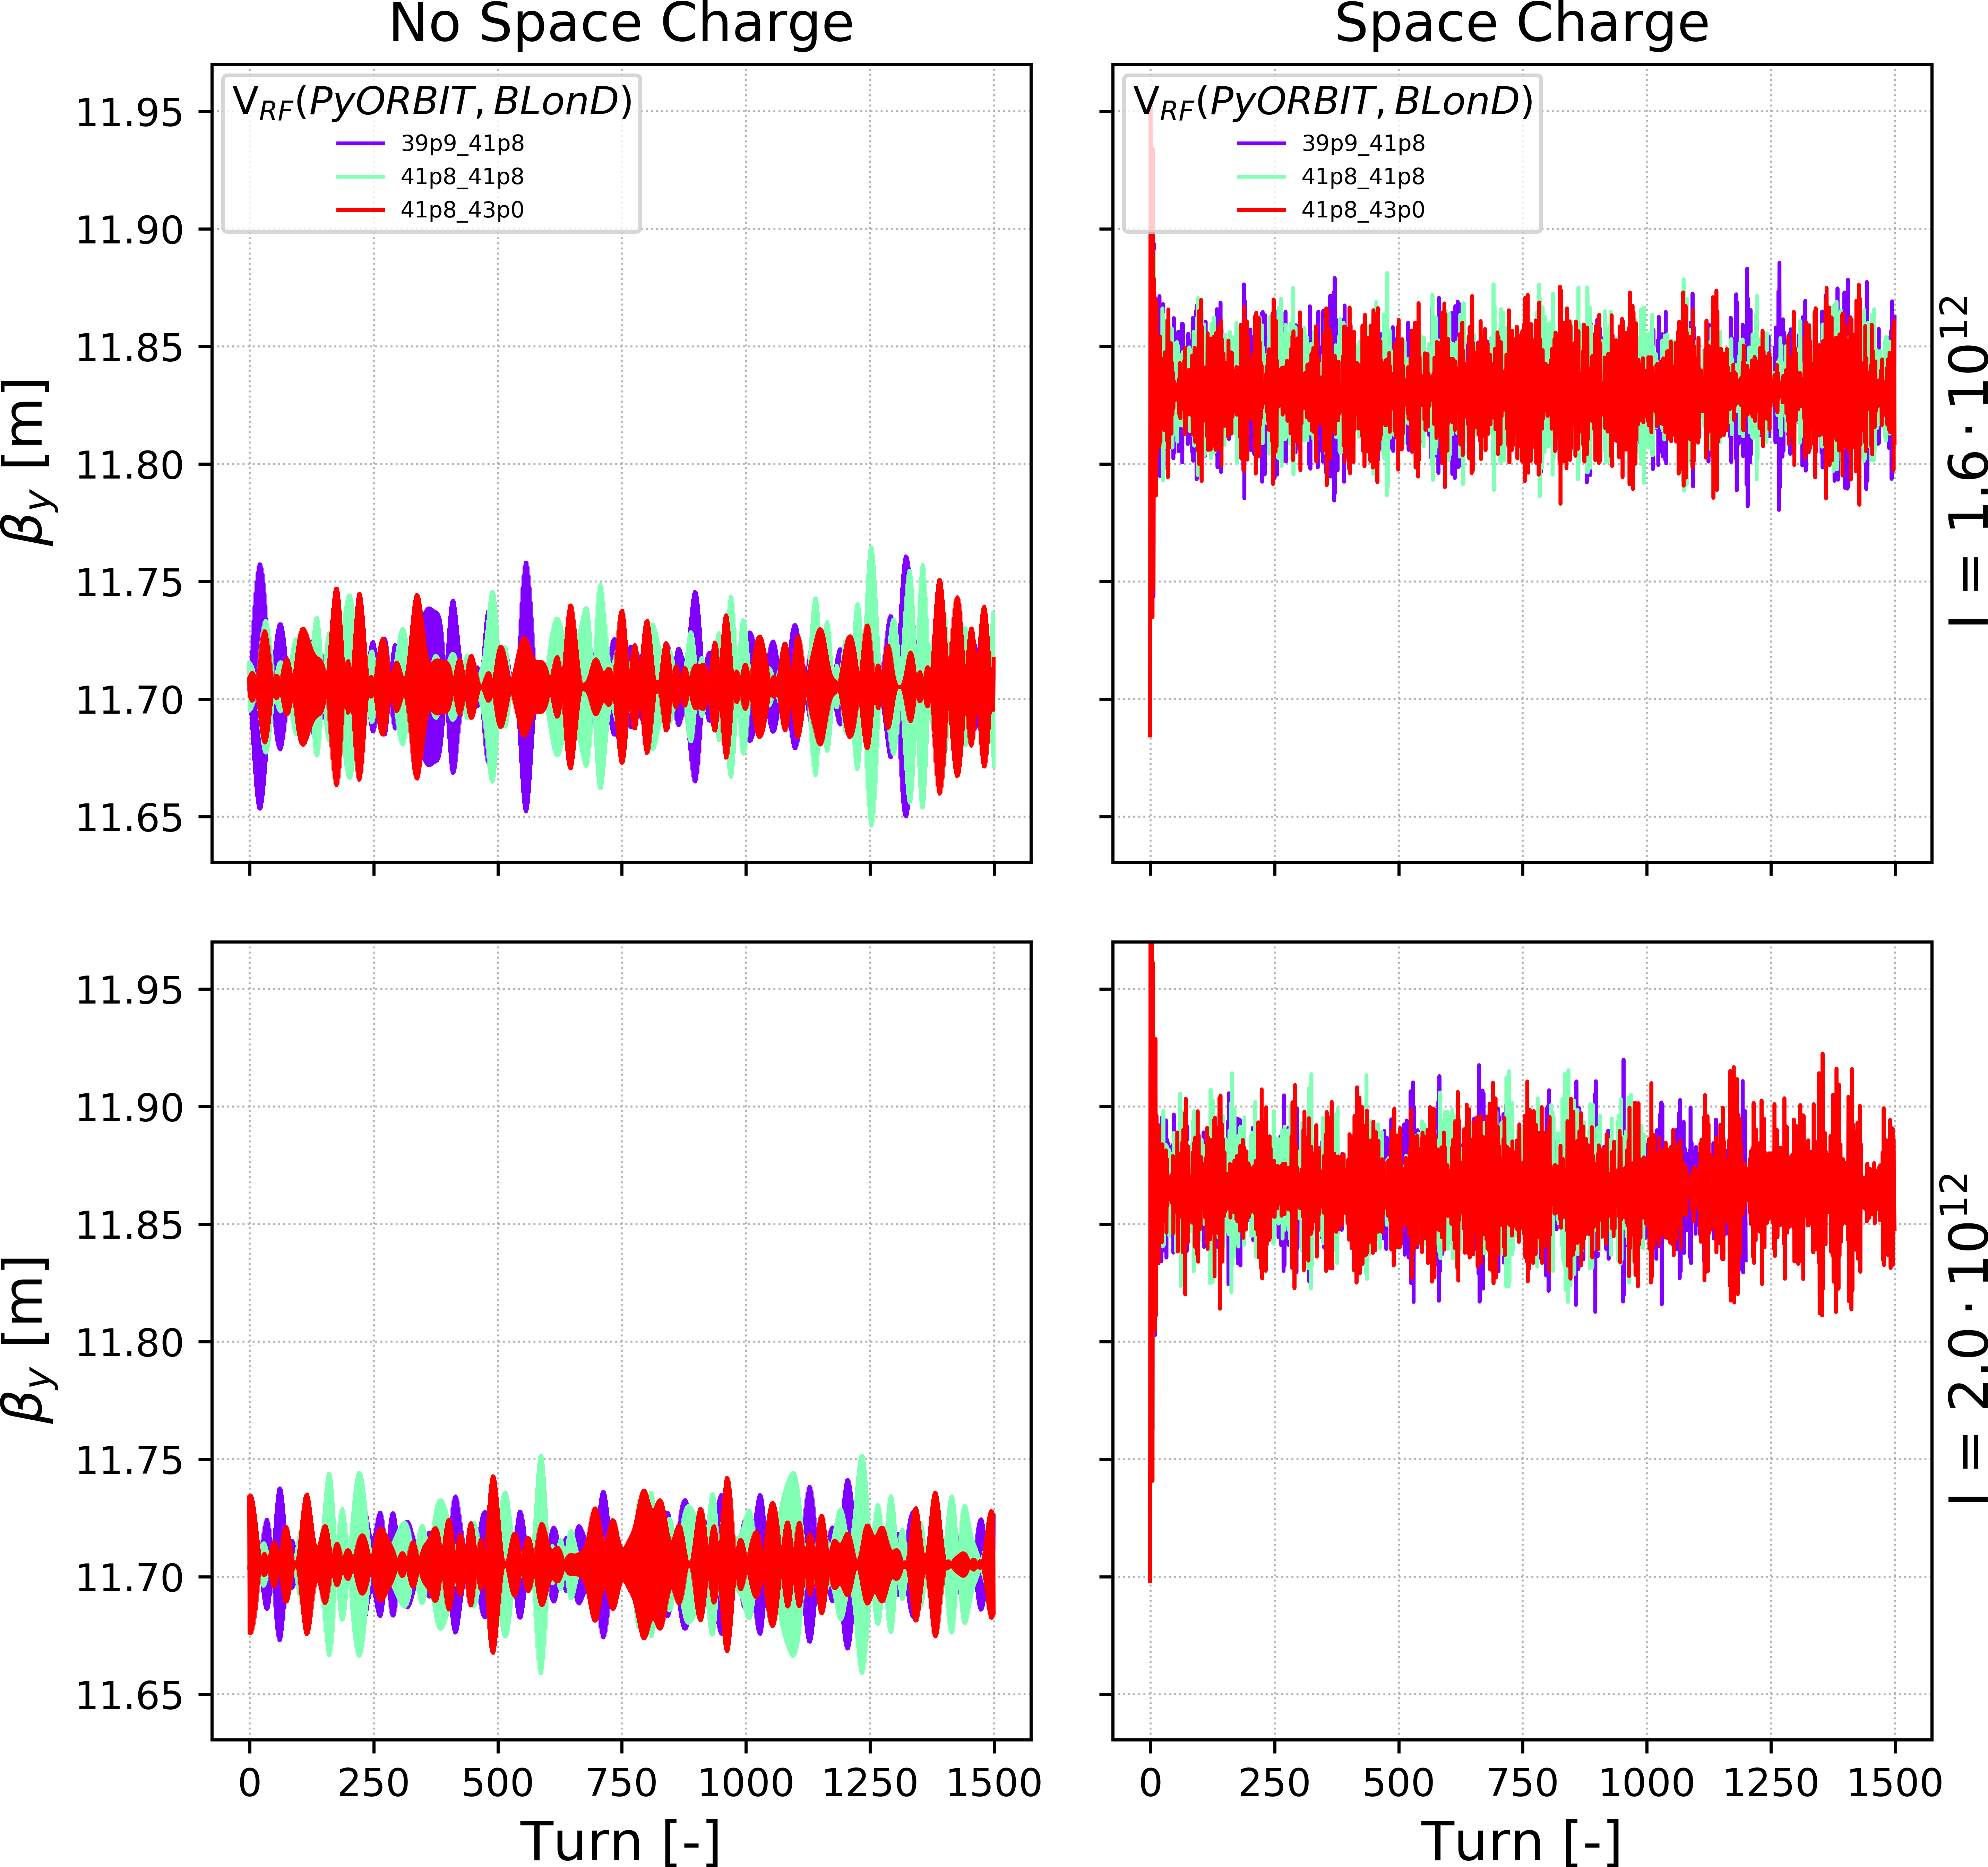 No Space Charge
Space Charge
V_RF(PyORBIT, BLonD)
39p9_41p8
41p8_41p8
41p8_43p0
V_RF(PyORBIT, BLonD)
39p9_41p8
41p8_41p8
41p8_43p0
11.95
11.90
11.85
11.80
11.75
11.70
11.65
β_y [m]
I = 1.6 · 10^12
11.95
11.90
11.85
11.80
11.75
11.70
11.65
β_y [m]
I = 2.0 · 10^12
0 250 500 750 1000 1250 1500
0 250 500 750 1000 1250 1500
Turn [-]
Turn [-]